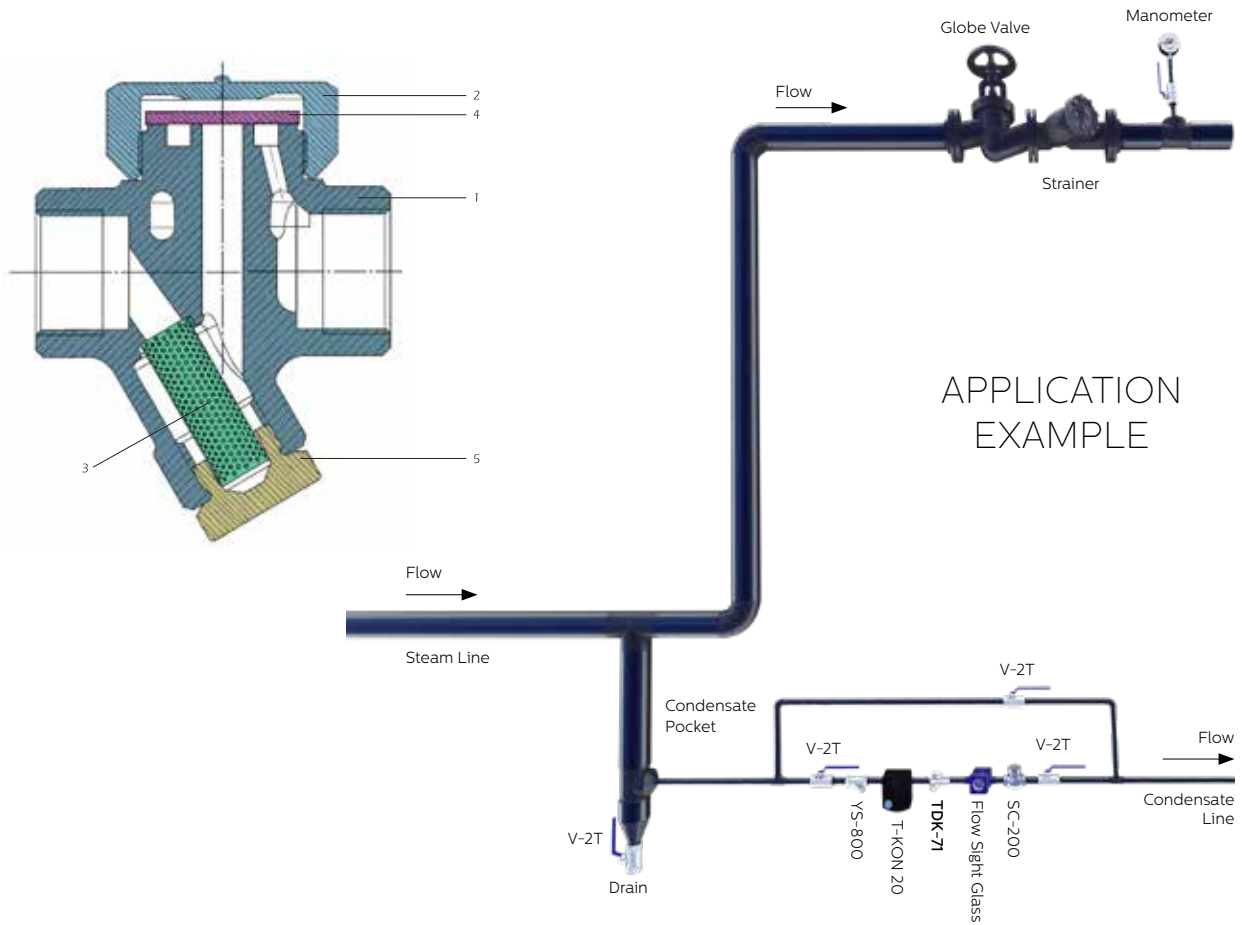 2
4
1
3
5
Manometer
Globe Valve
Flow
Strainer
APPLICATION
EXAMPLE
Flow
Steam Line
Condensate
Pocket
V-2T
V-2T
V-2T
Flow
Condensate
Line
YS-800
T-KON 20
TDK-71
Flow Sight Glass
SC-200
V-2T
Drain